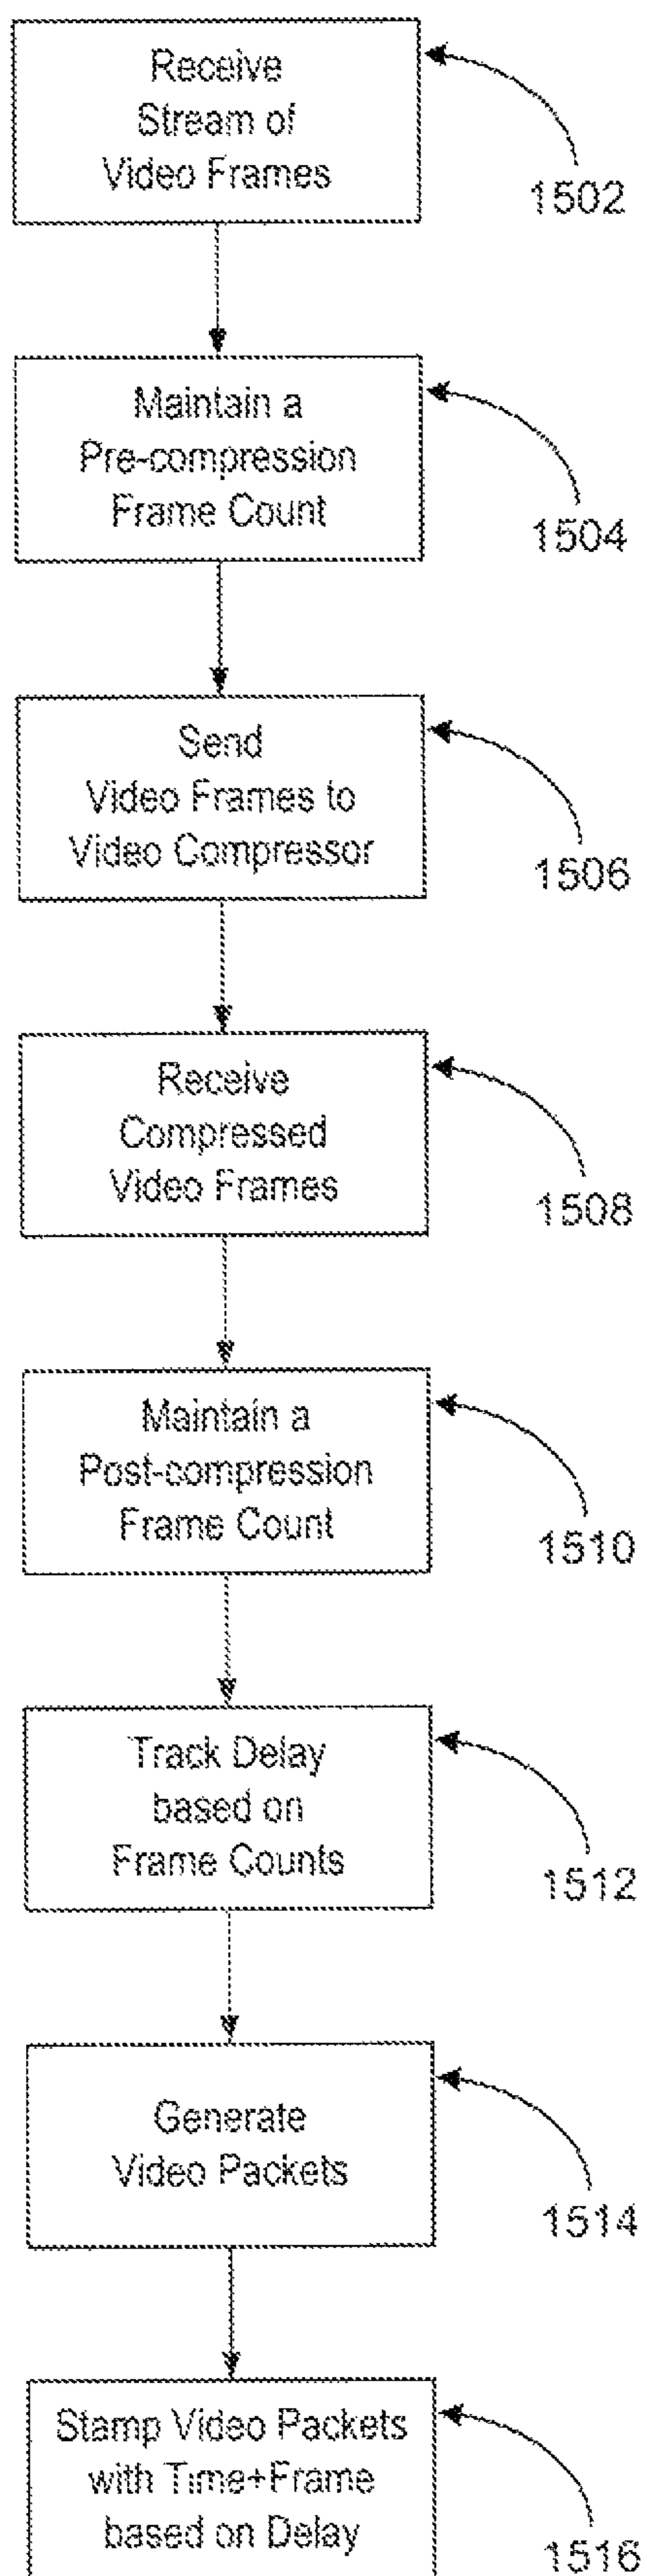 Receive
Stream of
Video Frames
1502
Maintain a
Pre-compression
Frame Count
1504
Send
Video Frames to
Video Compressor
1506
Receive
Compressed
Video Frames
1508
Maintain a
Post-compression
Frame Count
1510
Track Delay
based on
Frame Counts
1512
Generate
Video Packets
1514
Stamp Video Packets
with Time+Frame
based on Delay
1516